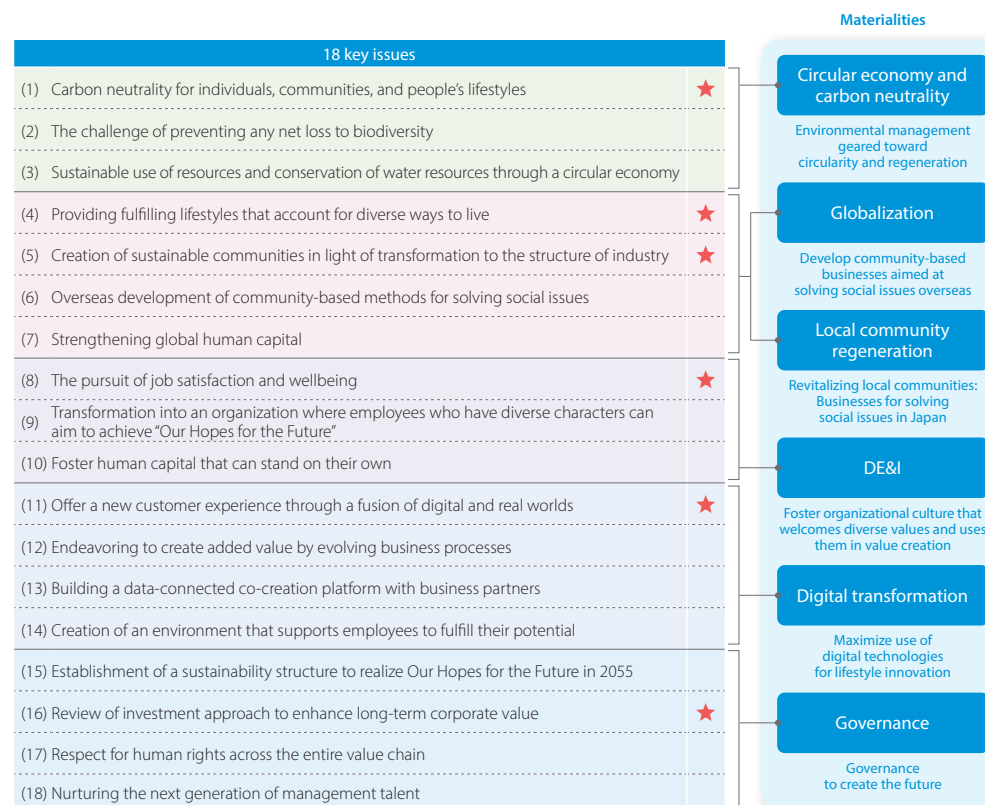 Materialities
18 key issues
(1) Carbon neutrality for individuals, communities, and people's lifestyles
(2) The challenge of preventing any net loss to biodiversity
(3) Sustainable use of resources and conservation of water resources through a circular economy
(4) Providing fulfilling lifestyles that account for diverse ways to live
(5) Creation of sustainable communities in light of transformation to the structure of industry
(6) Overseas development of community-based methods for solving social issues
(7) Strengthening global human capital
(8) The pursuit of job satisfaction and wellbeing
(9) Transformation into an organization where employees who have diverse characters can
aim to achieve “Our Hopes for the Future”
(10) Foster human capital that can stand on their own
(11) Offer a new customer experience through a fusion of digital and real worlds
(12) Endeavoring to create added value by evolving business processes
(13) Building a data-connected co-creation platform with business partners
(14) Creation of an environment that supports employees to fulfill their potential
(15) Establishment of a sustainability structure to realize Our Hopes for the Future in 2055
(16) Review of investment approach to enhance long-term corporate value
(17) Respect for human rights across the entire value chain
(18) Nurturing the next generation of management talent
Circular economy and
carbon neutrality
Environmental management
geared toward
circularity and regeneration
Globalization
Develop community-based
businesses aimed at
solving social issues overseas
Local community
regeneration
Revitalizing local communities:
Businesses for solving
social issues in Japan
DE&I
Foster organizational culture that
welcomes diverse values and uses
them in value creation
Digital transformation
Maximize use of
digital technologies
for lifestyle innovation
Governance
Governance
to create the future